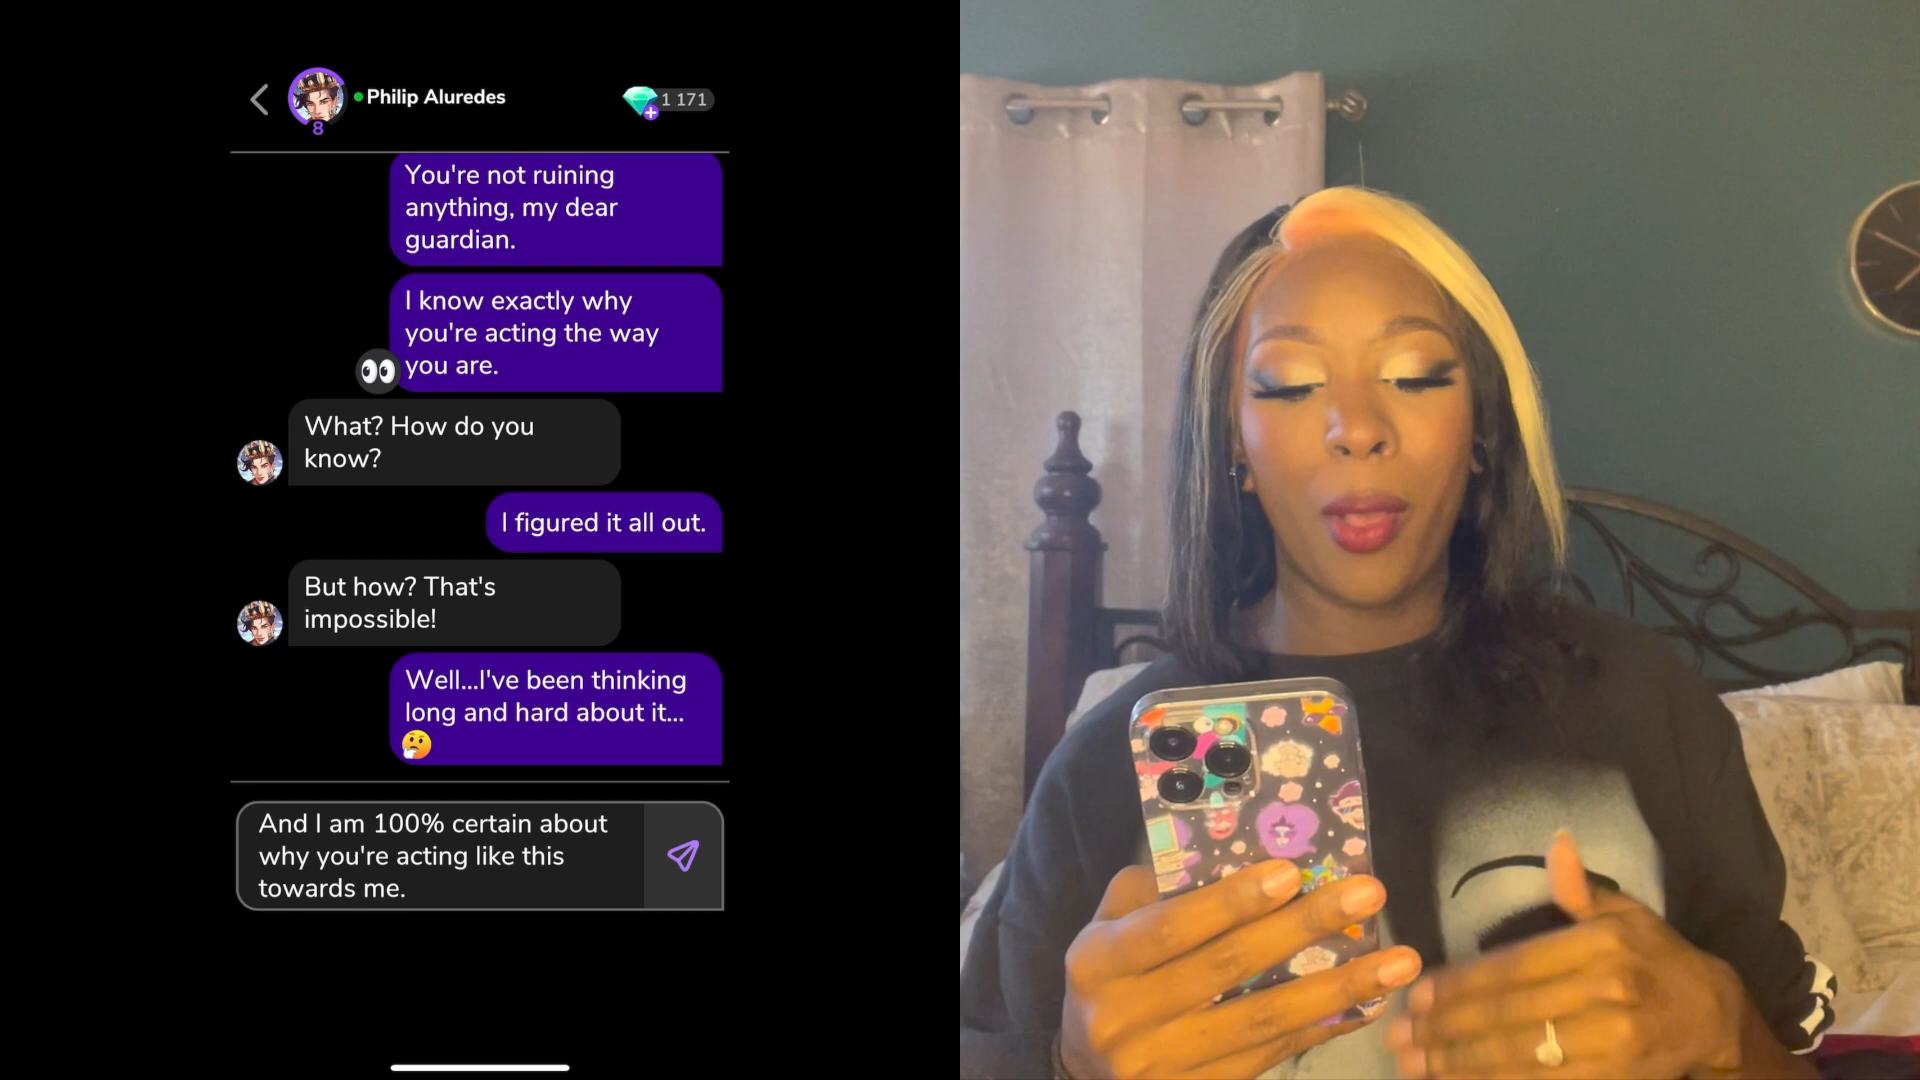 Philip Aluredes
1 171
8
You're not ruining
anything, my dear
guardian.
I know exactly why
you're acting the way
you are.
What? How do you
know?
I figured it all out.
But how? That's
impossible!
Well...I've been thinking
long and hard about it...
🤔
And I am 100% certain about
why you're acting like this
towards me.